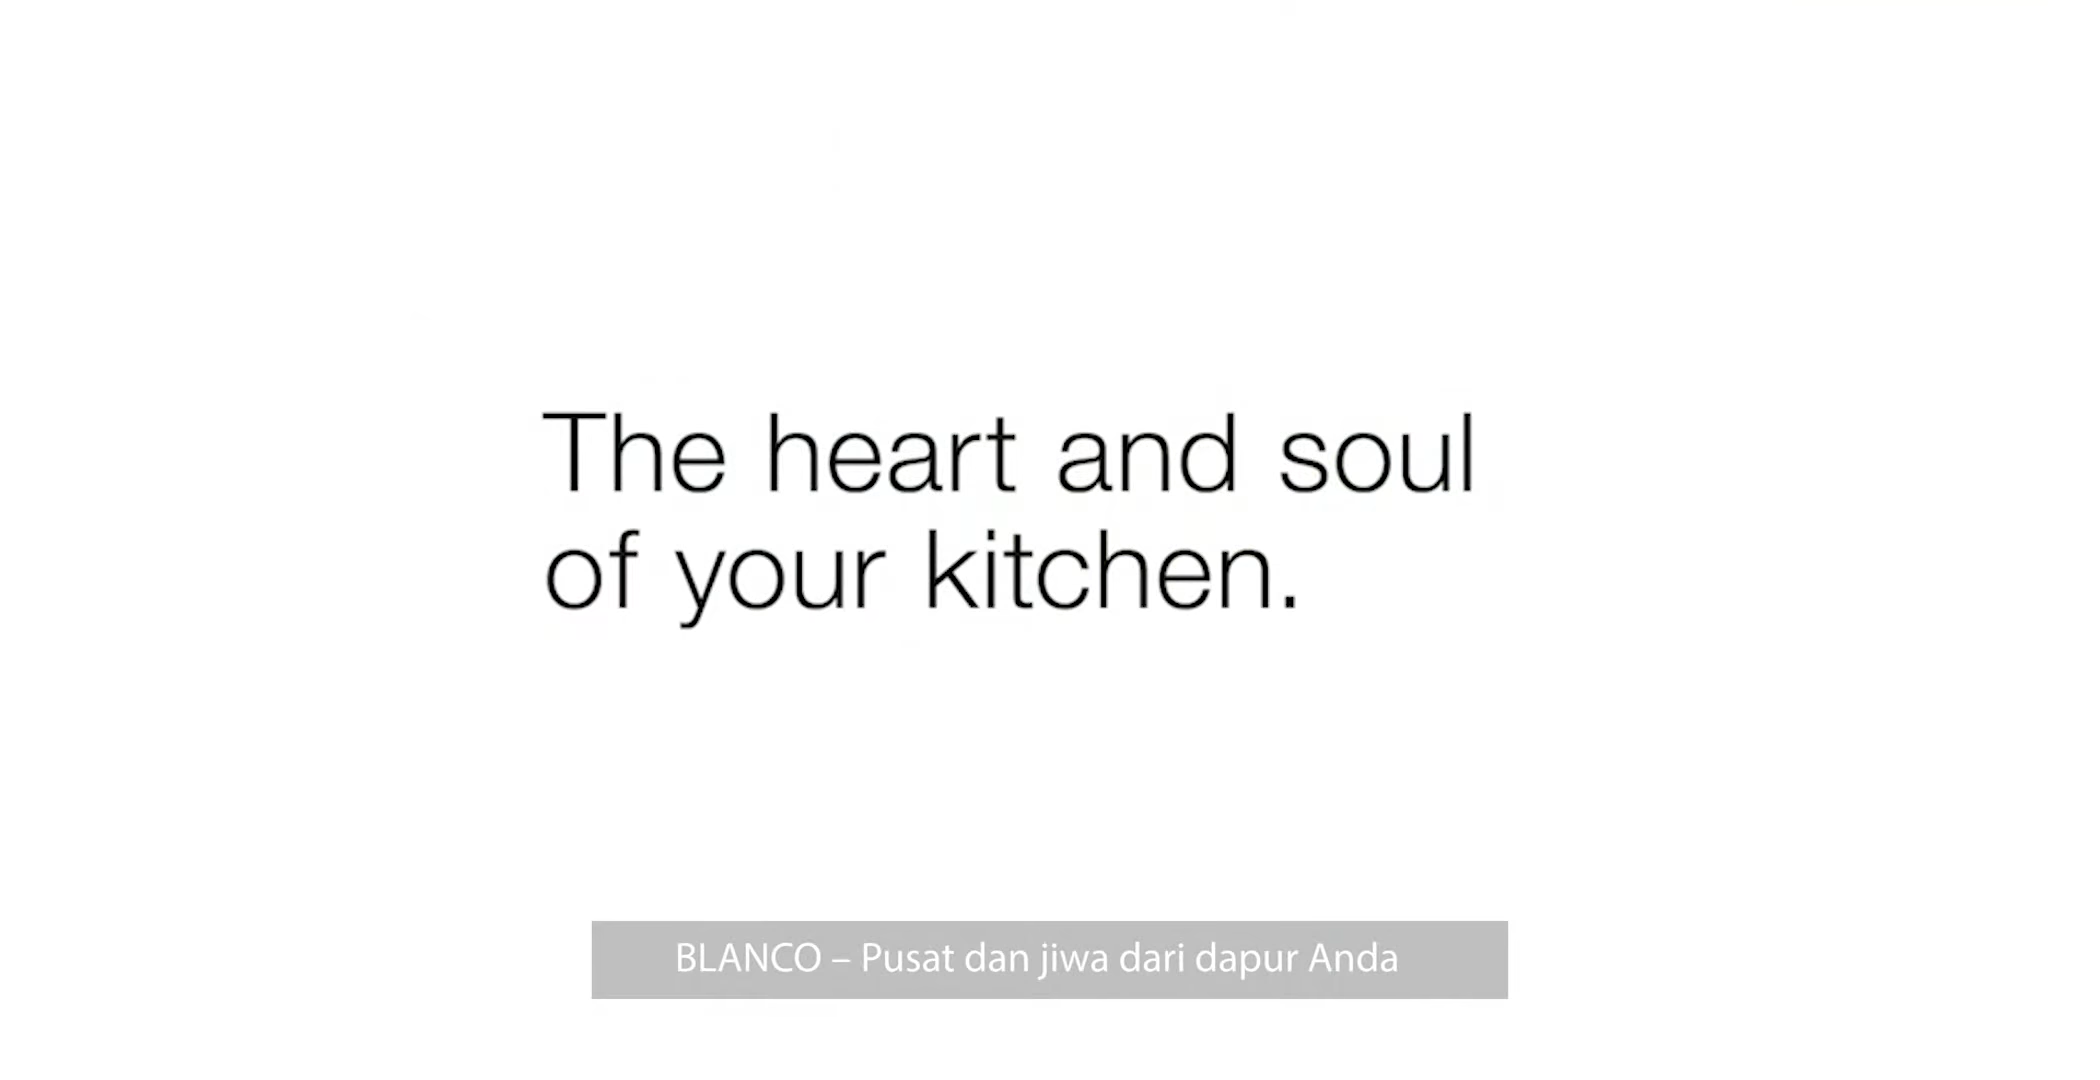 The heart and soul
of your kitchen.
BLANCO – Pusat dan jiwa dari dapur Anda